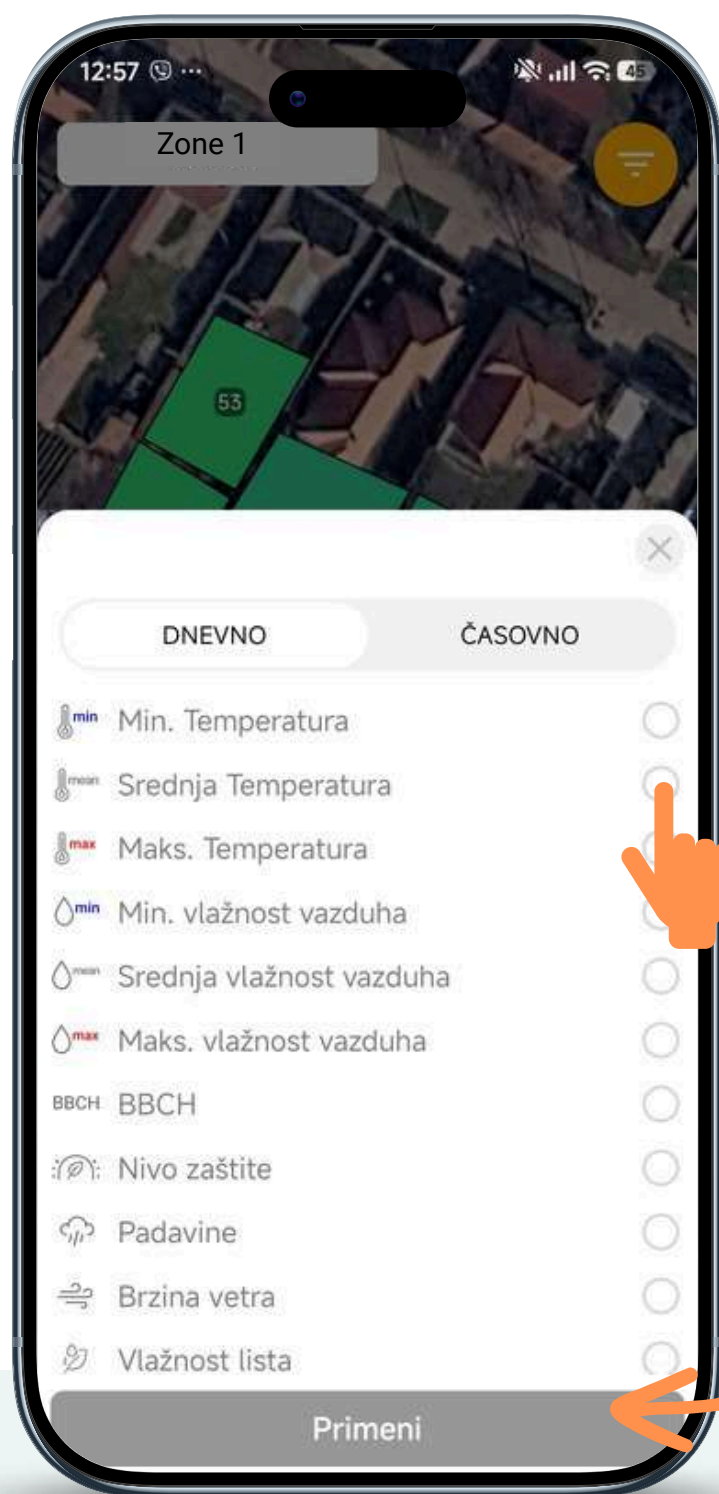 12:57
45
Zone 1
53
DNEVNO ČASOVNO
min Min. Temperatura
mean Srednja Temperatura
max Maks. Temperatura
min Min. vlažnost vazduha
mean Srednja vlažnost vazduha
max Maks. vlažnost vazduha
BBCH BBCH
Nivo zaštite
Padavine
Brzina vetra
Vlažnost lista
Primeni